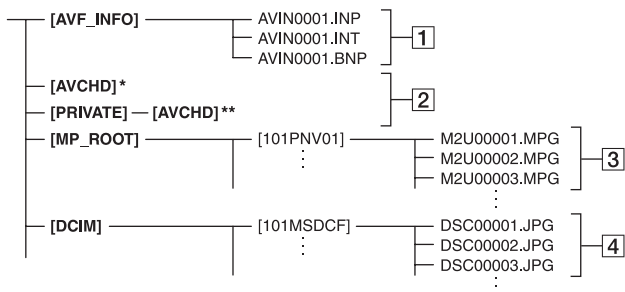 [AVF_INFO] AVIN0001.INP
AVIN0001.INT 1
AVIN0001.BNP
[AVCHD]*
2
[PRIVATE] [AVCHD]**
[MP_ROOT] [101PNV01] M2U00001.MPG
M2U00002.MPG 3
M2U00003.MPG
[DCIM] [101MSDCF] DSC00001.JPG
DSC00002.JPG 4
DSC00003.JPG